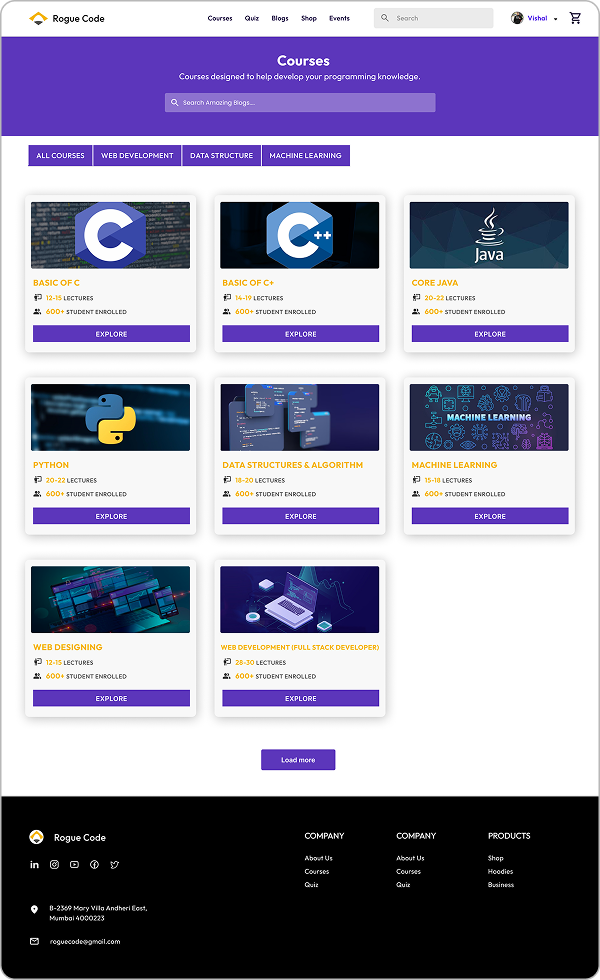 Rogue Code
Courses Quiz Blogs Shop Events
Search
Vishal
Courses
Courses designed to help develop your programming knowledge.
Search Amazing Blogs...
ALL COURSES WEB DEVELOPMENT DATA STRUCTURE MACHINE LEARNING
C
C++
Java
BASIC OF C
12-15 LECTURES
600+ STUDENT ENROLLED
EXPLORE
BASIC OF C+
14-19 LECTURES
600+ STUDENT ENROLLED
EXPLORE
CORE JAVA
20-22 LECTURES
600+ STUDENT ENROLLED
EXPLORE
MACHINE LEARNING
PYTHON
20-22 LECTURES
600+ STUDENT ENROLLED
EXPLORE
DATA STRUCTURES & ALGORITHM
18-20 LECTURES
600+ STUDENT ENROLLED
EXPLORE
MACHINE LEARNING
15-18 LECTURES
600+ STUDENT ENROLLED
EXPLORE
WEB DESIGNING
12-15 LECTURES
600+ STUDENT ENROLLED
EXPLORE
WEB DEVELOPMENT (FULL STACK DEVELOPER)
28-30 LECTURES
600+ STUDENT ENROLLED
EXPLORE
Load more
Rogue Code
B-2369 Mary Villa Andheri East,
Mumbai 4000223
roguecode@gmail.com
COMPANY
About Us
Courses
Quiz
COMPANY
About Us
Courses
Quiz
PRODUCTS
Shop
Hoodies
Business